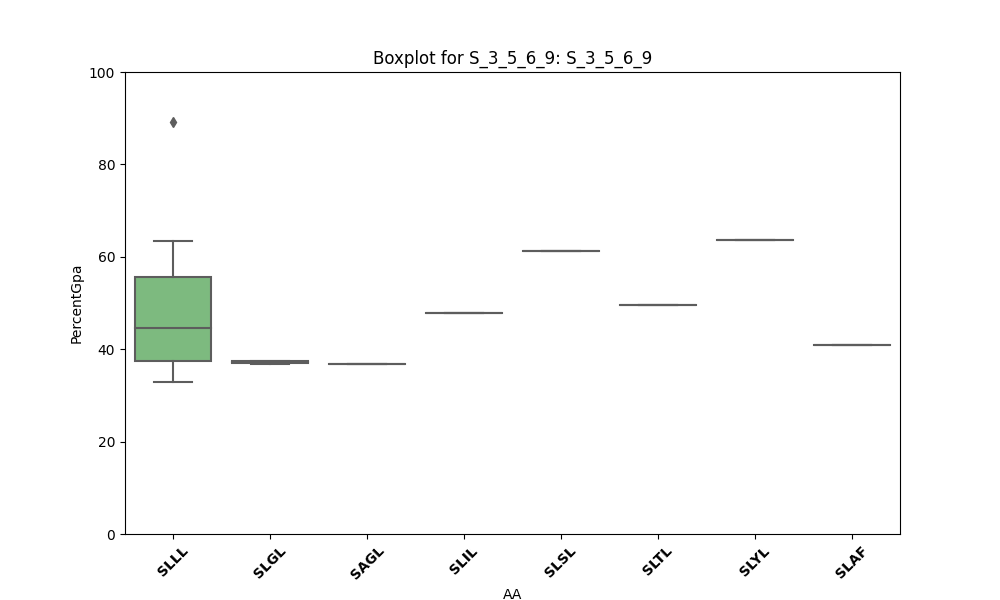 Boxplot for S_3_5_6_9: S_3_5_6_9
100
80
60
40
20
0
PercentGpa
SLLL
SLGL
SAGL
SLIL
SLSL
SLTL
SLYL
SLAF
AA